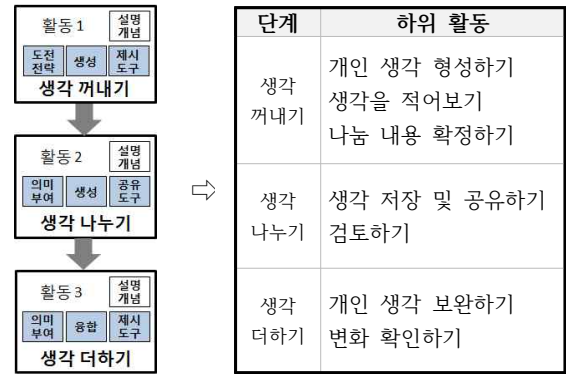 활동1
설명
개념
도전
전략
생성
제시
도구
생각 꺼내기
활동2
설명
개념
의미
부여
생성
공유
도구
생각 나누기
활동3
설명
개념
의미
부여
융합
제시
도구
생각 더하기
단계 하위 활동
생각
꺼내기
개인 생각 형성하기
생각을 적어보기
나눔 내용 확정하기
생각
나누기
생각 저장 및 공유하기
검토하기
생각
더하기
개인 생각 보완하기
변화 확인하기